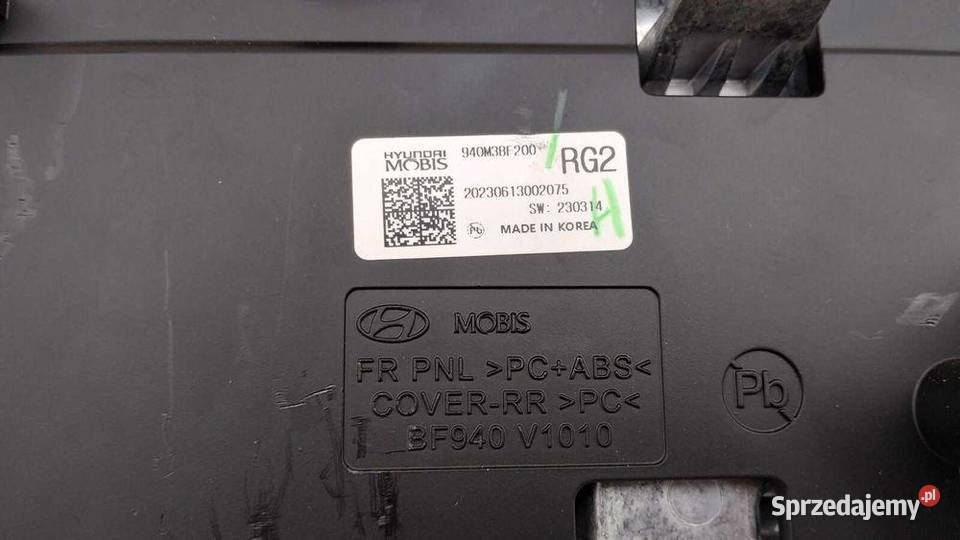 HYUNDAI
MOBIS
940M3BF200
RG2
20230613002075
SW: 230314
H
Pb
MADE IN KOREA
MOBIS
FR PNL >PC+ABS<
COVER-RR >PC<
BF940 V1010
Pb
Sprzedajemy.pl